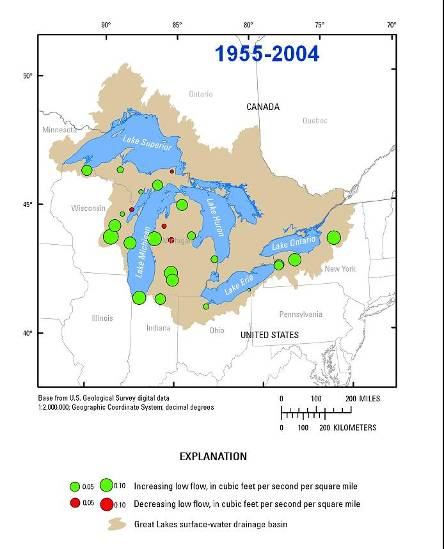 90° 85° 80° 75° 70°
1955-2004
50°
Ontario
CANADA
Quebec
Minnesota
Lake Superior
45°
Wisconsin
Lake Huron
Lake Michigan
Lake Ontario
New York
Lake Erie
Illinois
Indiana
Ohio
Pennsylvania
40°
UNITED STATES
Base from U.S. Geological Survey digital data
1:2,000,000; Geographic Coordinate System; decimal degrees
0 100 200 MILES
0 100 200 KILOMETERS
EXPLANATION
0.05 0.10 Increasing low flow, in cubic feet per second per square mile
0.05 0.10 Decreasing low flow, in cubic feet per second per square mile
Great Lakes surface-water drainage basin